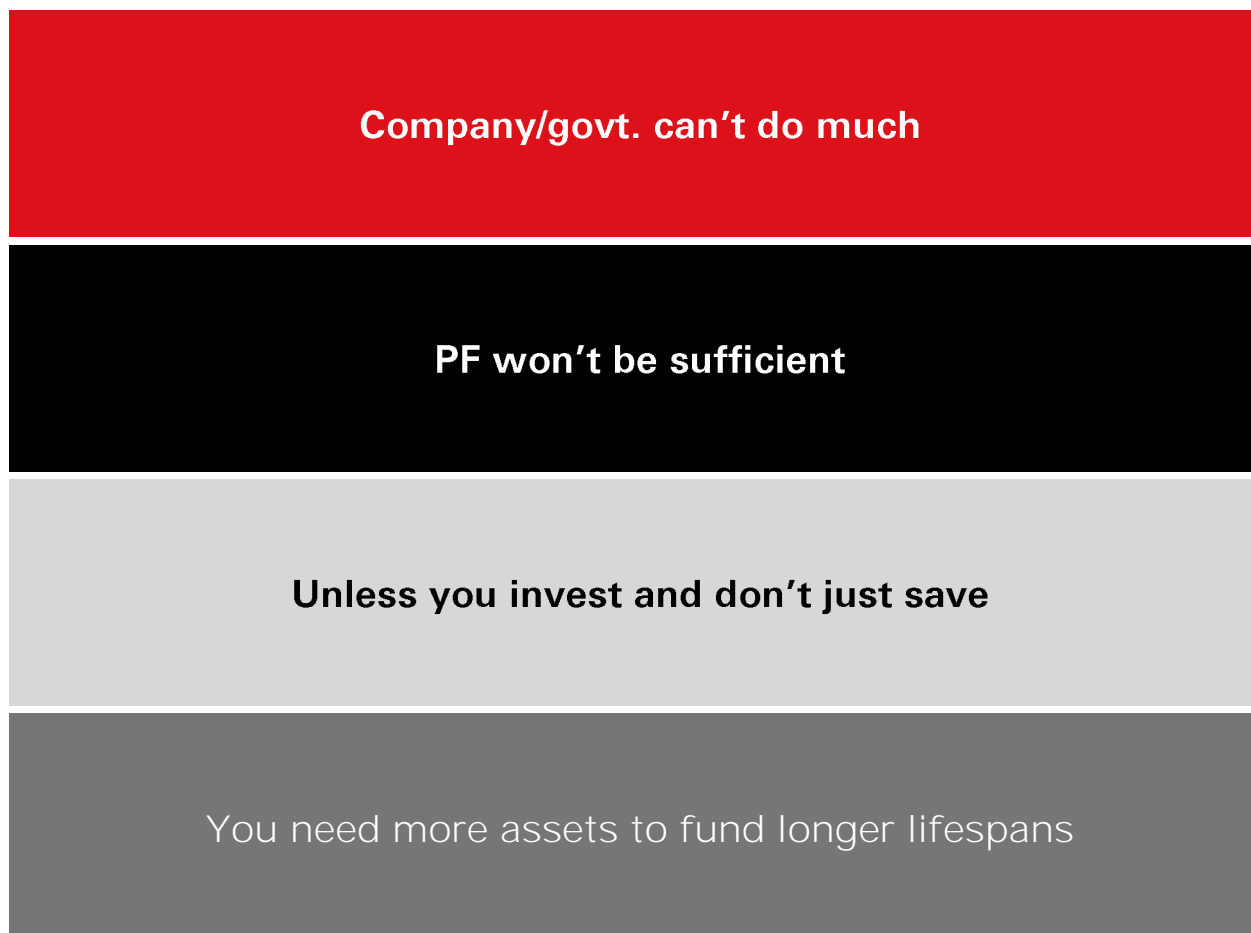 Company/govt. can’t do much
PF won’t be sufficient
Unless you invest and don’t just save
You need more assets to fund longer lifespans